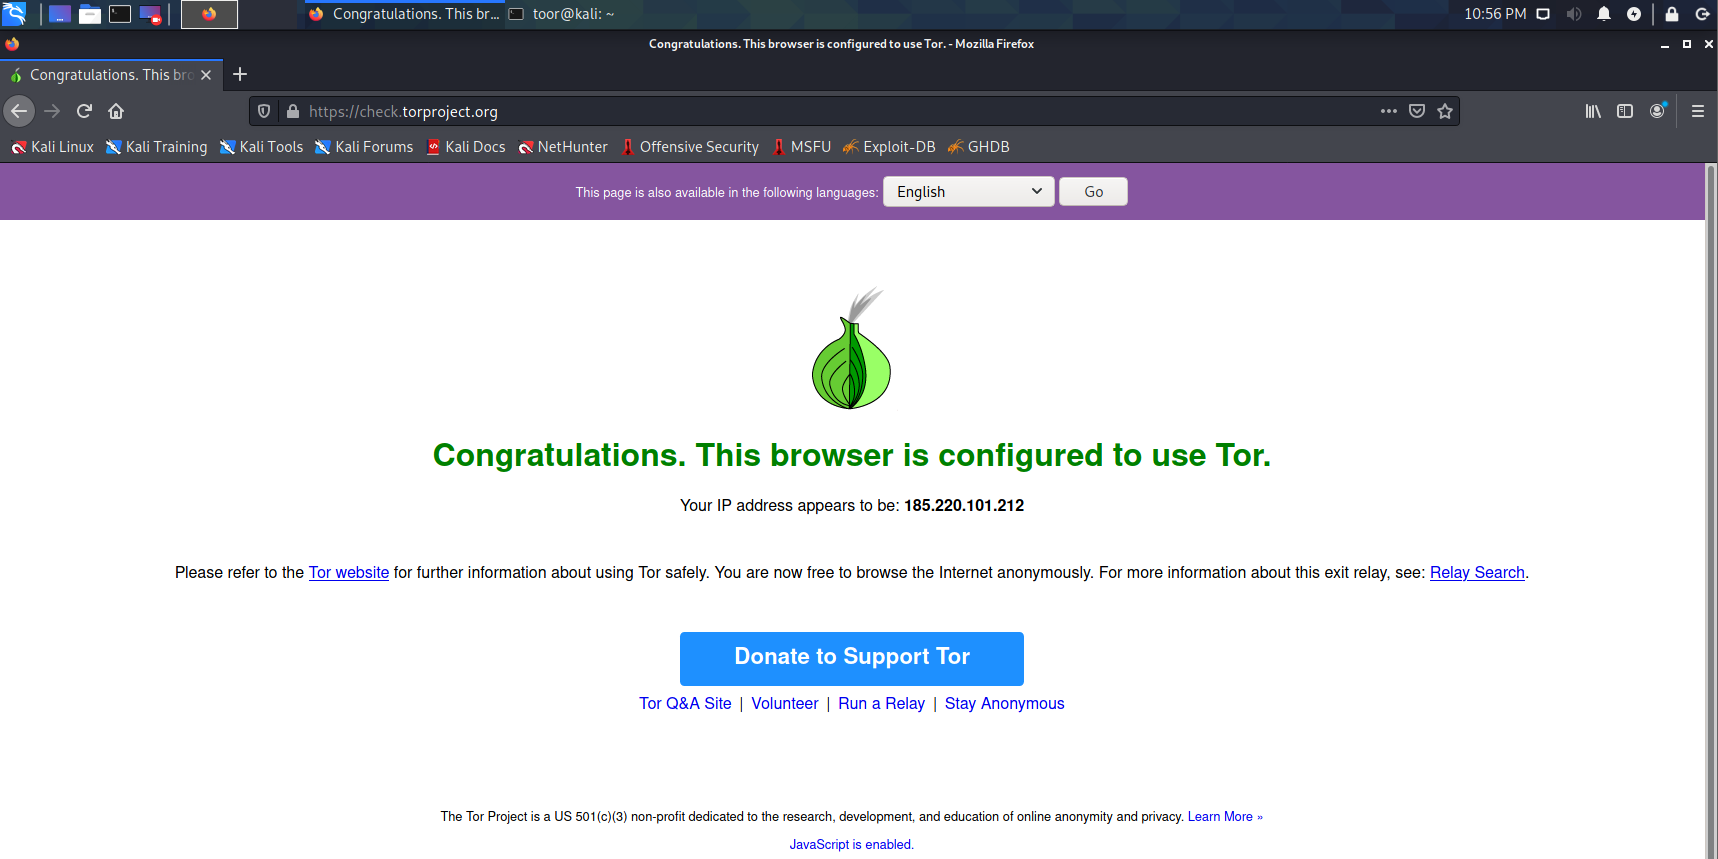 Congratulations. This br... toor@kali: ~ 10:56 PM
Congratulations. This browser is configured to use Tor. - Mozilla Firefox
Congratulations. This bro
https://check.torproject.org
Kali Linux Kali Training Kali Tools Kali Forums Kali Docs NetHunter Offensive Security MSFU Exploit-DB GHDB
This page is also available in the following languages: English Go
Congratulations. This browser is configured to use Tor.
Your IP address appears to be: 185.220.101.212
Please refer to the Tor website for further information about using Tor safely. You are now free to browse the Internet anonymously. For more information about this exit relay, see: Relay Search.
Donate to Support Tor
Tor Q&A Site | Volunteer | Run a Relay | Stay Anonymous
The Tor Project is a US 501(c)(3) non-profit dedicated to the research, development, and education of online anonymity and privacy. Learn More »
JavaScript is enabled.